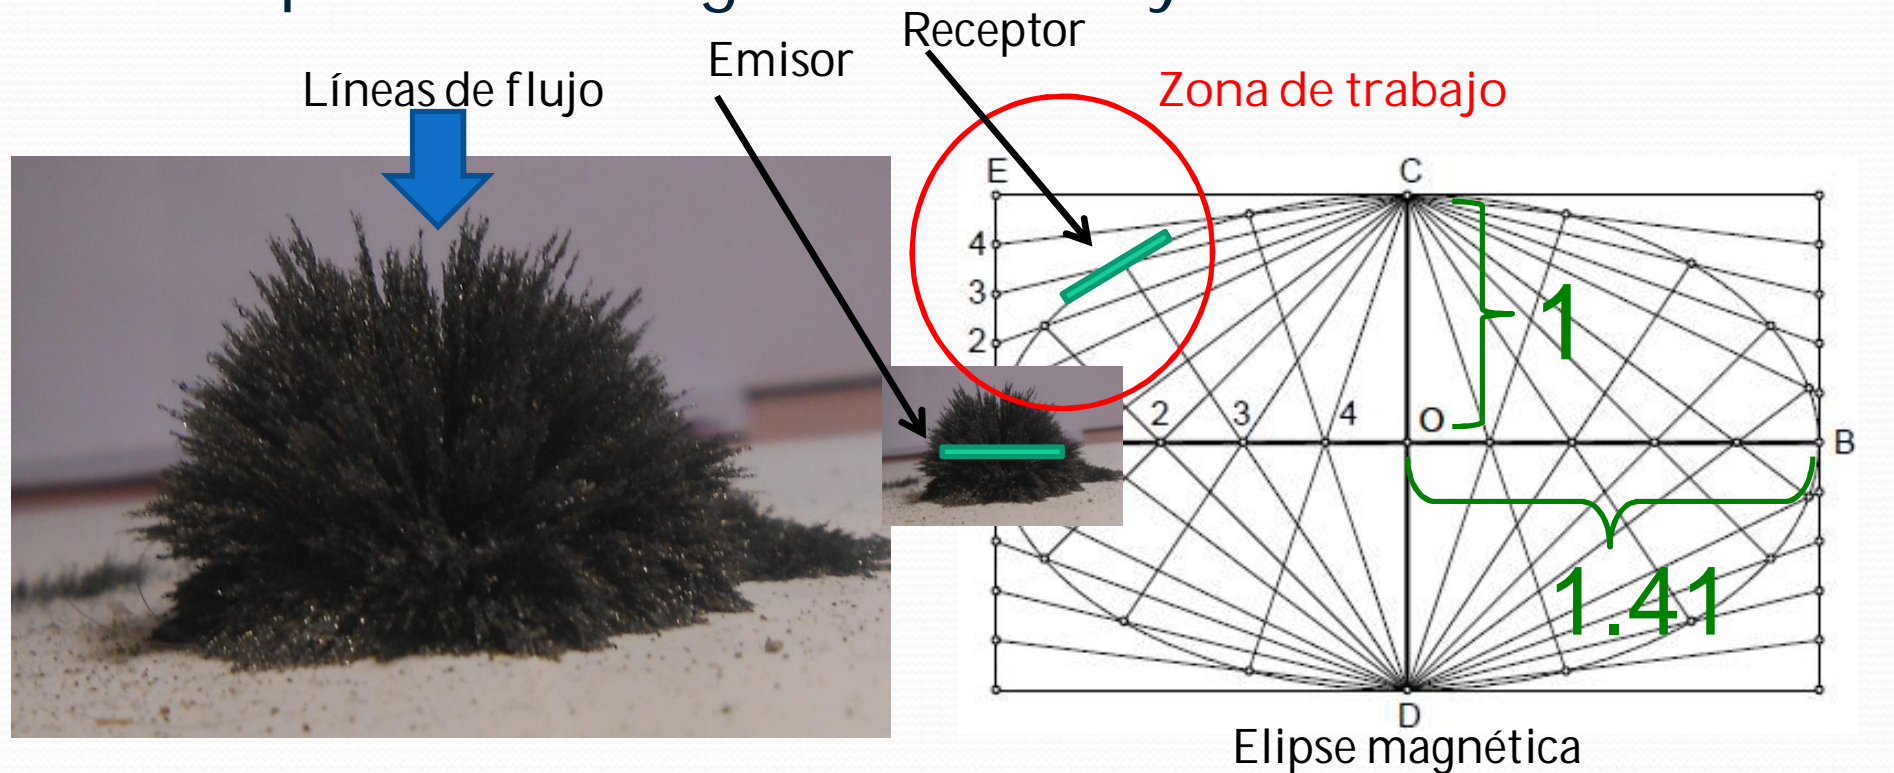 Receptor
Emisor
Líneas de flujo
Zona de trabajo
E
C
4
3
2
1
2
3
4
O
B
1.41
D
Elipse magnética